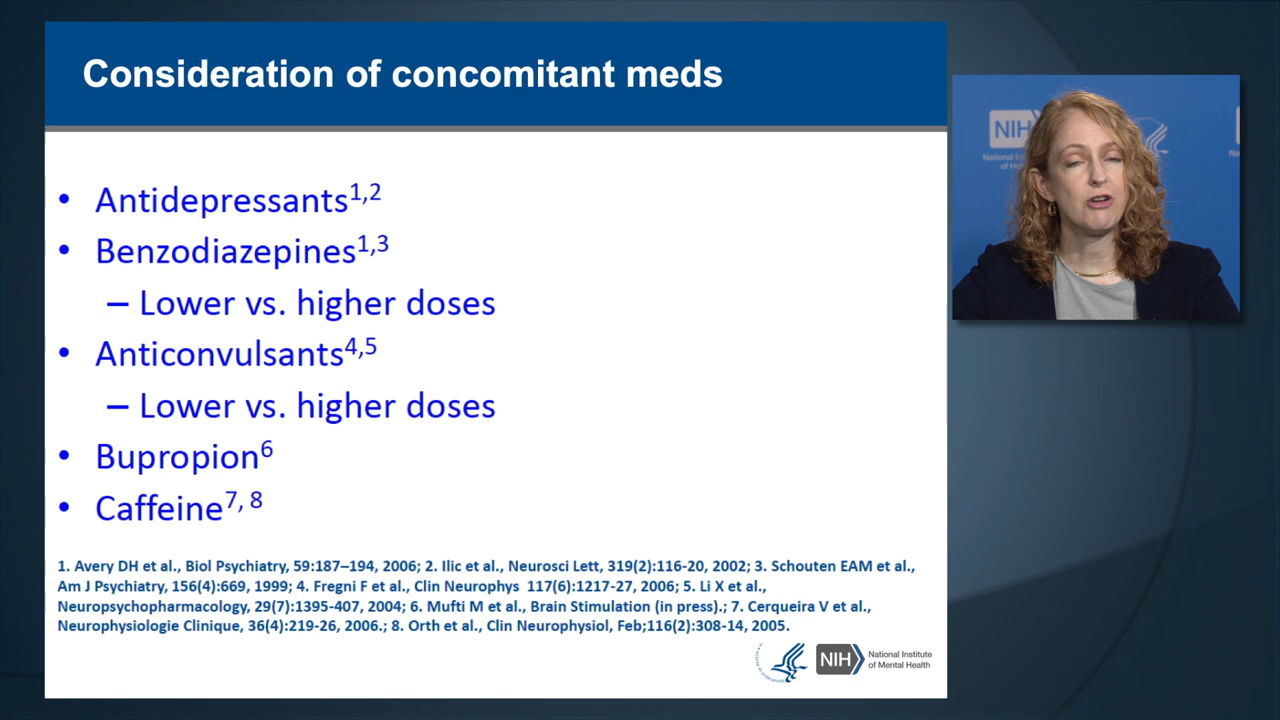 Consideration of concomitant meds
• Antidepressants1,2
• Benzodiazepines1,3
– Lower vs. higher doses
• Anticonvulsants4,5
– Lower vs. higher doses
• Bupropion6
• Caffeine7, 8
1. Avery DH et al., Biol Psychiatry, 59:187–194, 2006; 2. Ilic et al., Neurosci Lett, 319(2):116-20, 2002; 3. Schouten EAM et al.,
Am J Psychiatry, 156(4):669, 1999; 4. Fregni F et al., Clin Neurophys 117(6):1217-27, 2006; 5. Li X et al.,
Neuropsychopharmacology, 29(7):1395-407, 2004; 6. Mufti M et al., Brain Stimulation (in press).; 7. Cerqueira V et al.,
Neurophysiologie Clinique, 36(4):219-26, 2006.; 8. Orth et al., Clin Neurophysiol, Feb;116(2):308-14, 2005.
NIH
National Institute
of Mental Health
NIH